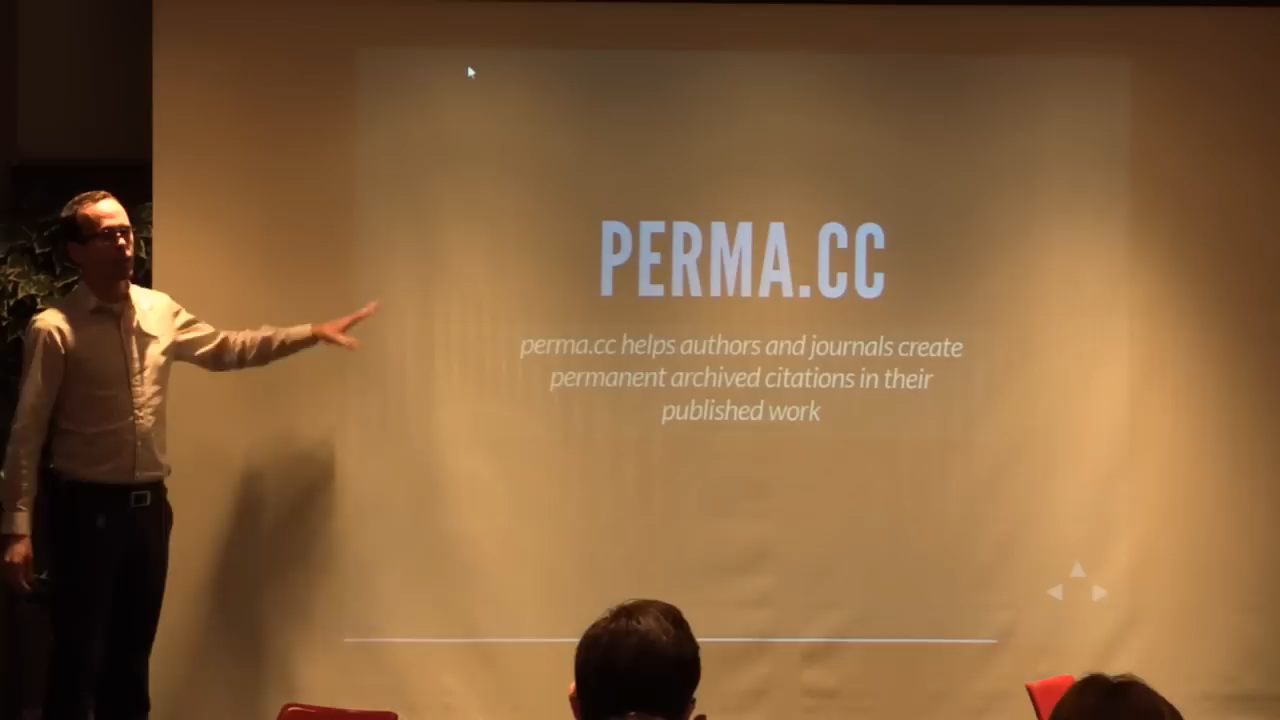 PERMA.CC
perma.cc helps authors and journals create
permanent archived citations in their
published work